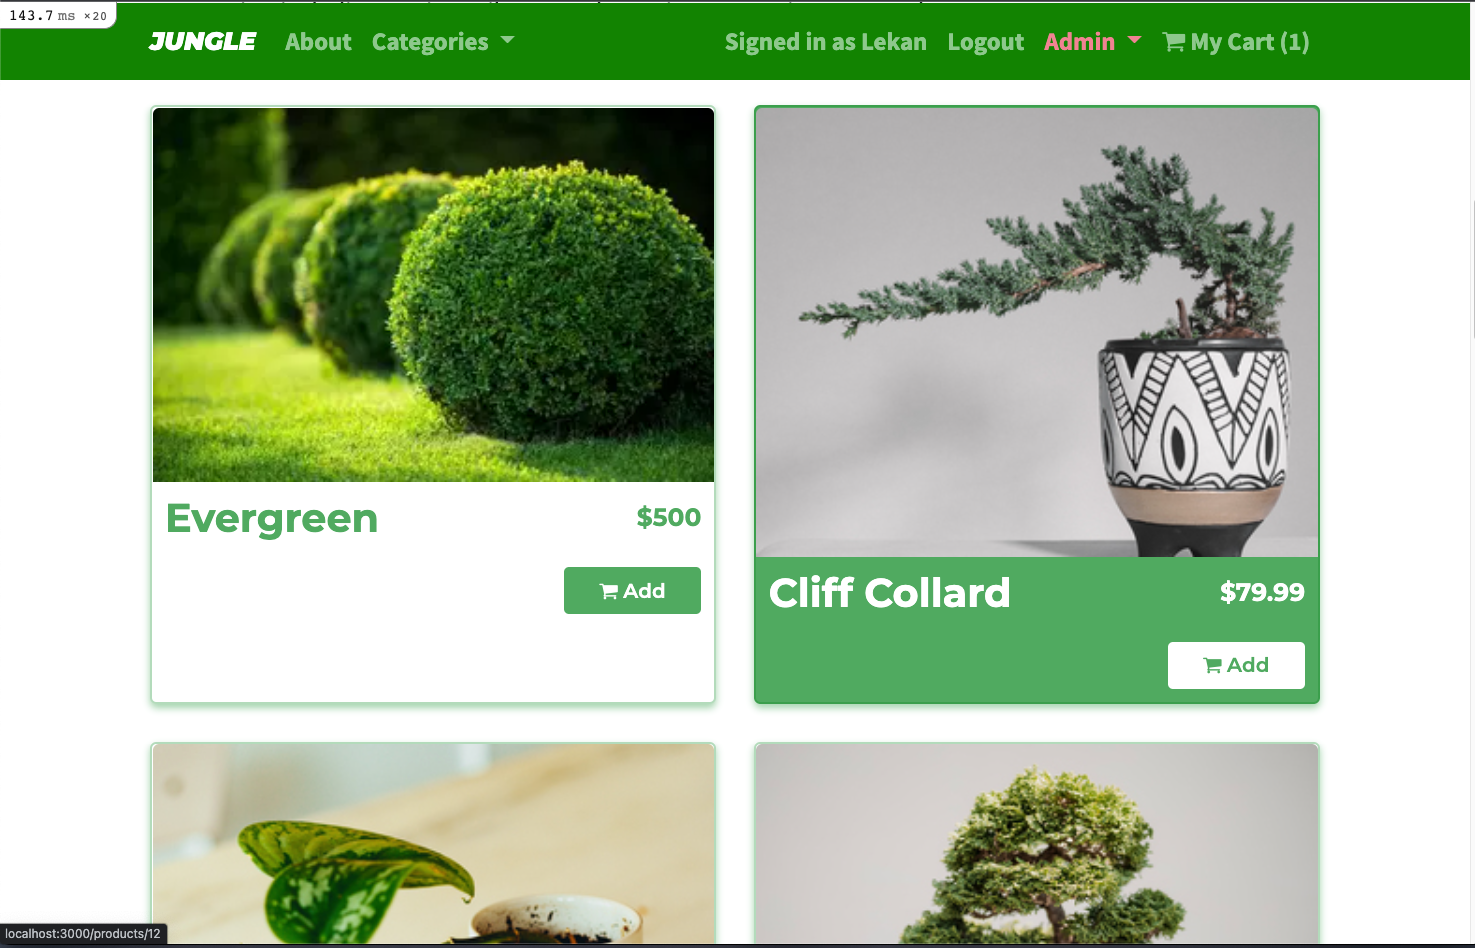 143.7 ms ×20
JUNGLE About Categories Signed in as Lekan Logout Admin My Cart (1)
Evergreen $500
Add
Cliff Collard $79.99
Add
localhost:3000/products/12